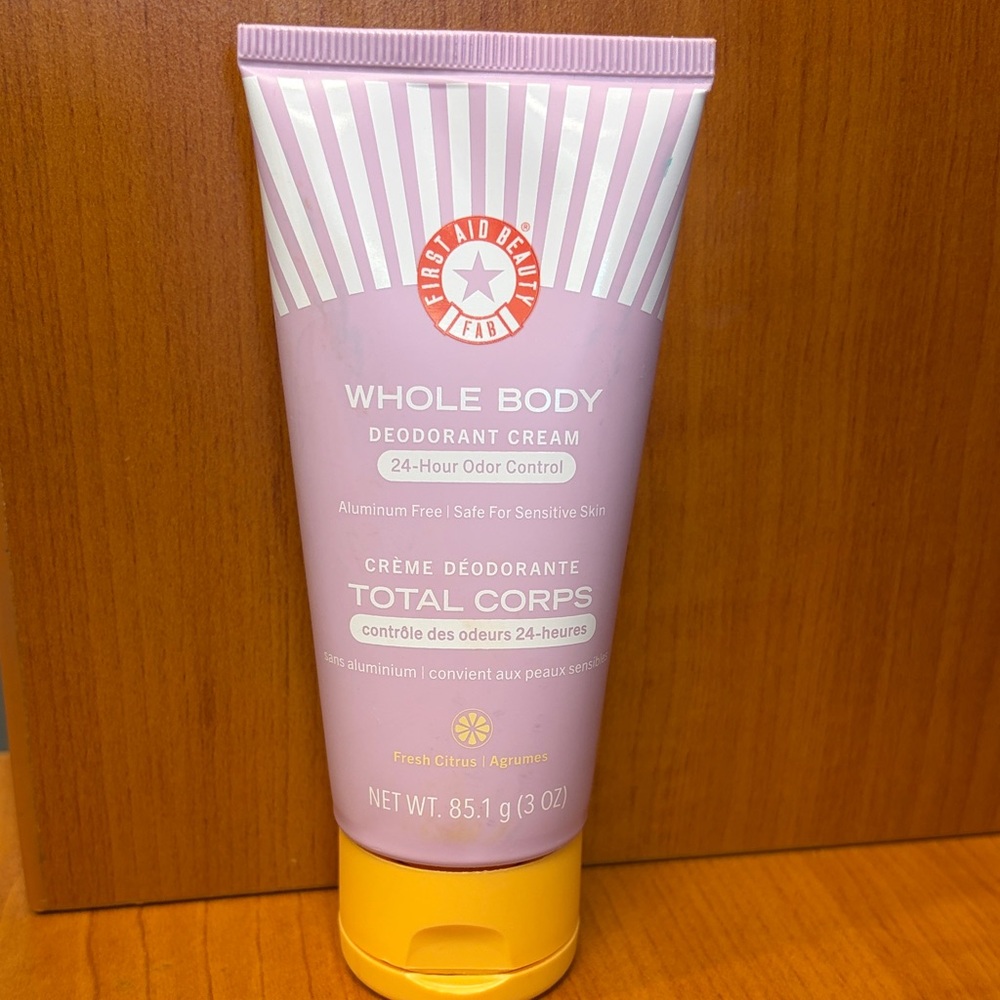 FIRST AID BEAUTY®
FAB
WHOLE BODY
DEODORANT CREAM
24-Hour Odor Control
Aluminum Free | Safe For Sensitive Skin
CRÈME DÉODORANTE
TOTAL CORPS
contrôle des odeurs 24-heures
sans aluminium | convient aux peaux sensibles
Fresh Citrus | Agrumes
NET WT. 85.1 g (3 OZ)